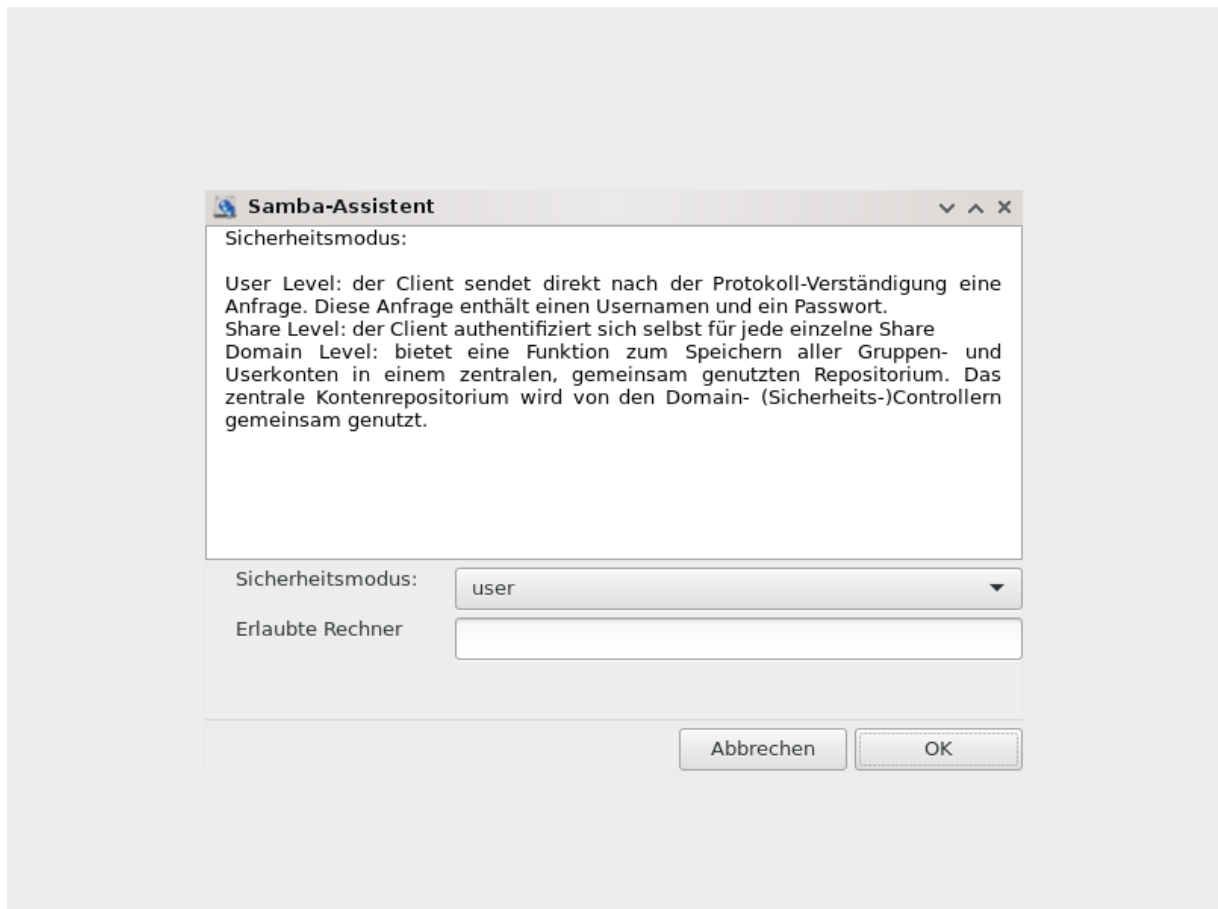 Samba-Assistent
Sicherheitsmodus:
User Level: der Client sendet direkt nach der Protokoll-Verständigung eine
Anfrage. Diese Anfrage enthält einen Usernamen und ein Passwort.
Share Level: der Client authentifiziert sich selbst für jede einzelne Share
Domain Level: bietet eine Funktion zum Speichern aller Gruppen- und
Userkonten in einem zentralen, gemeinsam genutzten Repositorium. Das
zentrale Kontenrepositorium wird von den Domain- (Sicherheits-)Controllern
gemeinsam genutzt.
Sicherheitsmodus:
user
Erlaubte Rechner
Abbrechen
OK